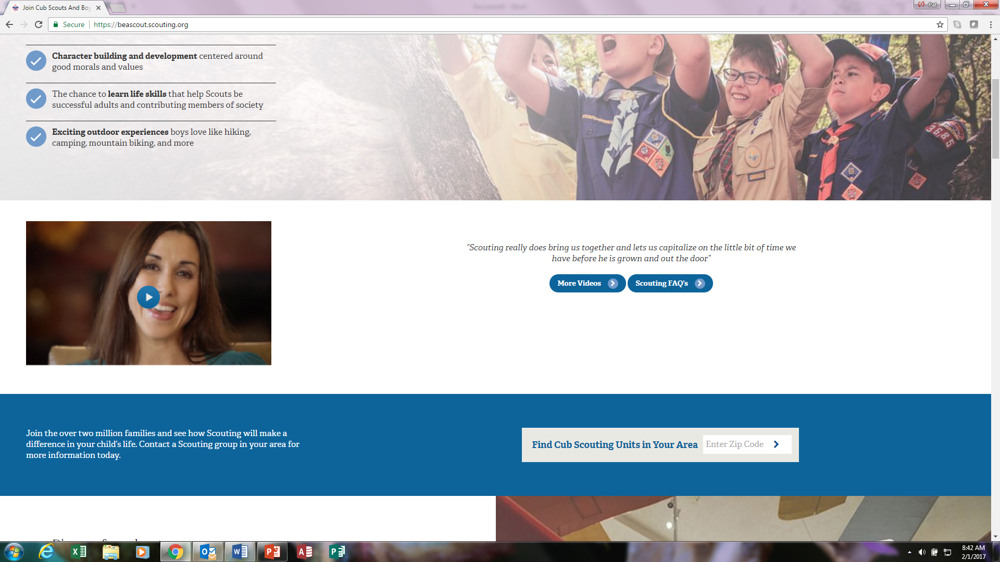 Join Cub Scouts And Boy
Pat
Secure
https://beascout.scouting.org
Character building and development centered around
good morals and values
The chance to learn life skills that help Scouts be
successful adults and contributing members of society
Exciting outdoor experiences boys love like hiking,
camping, mountain biking, and more
3685
“Scouting really does bring us together and lets us capitalize on the little bit of time we
have before he is grown and out the door”
More Videos
Scouting FAQ's
Join the over two million families and see how Scouting will make a
difference in your child's life. Contact a Scouting group in your area for
more information today.
Find Cub Scouting Units in Your Area
Enter Zip Code
8:42 AM
2/1/2017